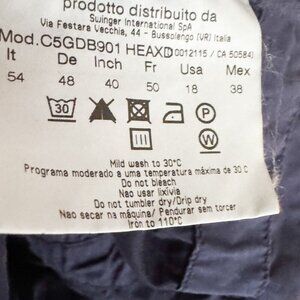 prodotto distribuito da
Swinger International SpA
Via Festara Vecchia, 44 - Bussolengo (VR) Italia
Mod.C5GDB901 HEAXD0012115 / CA 50584)
It De Inch Fr Usa Mex
54 48 40 50 18 38
30
Mild wash to 30°C
Programa moderado a uma temperatura máxima de 30 C
Do not bleach
Nao usar lixivia
Do not tumbler dry/Drip dry
Nao secar na máquina/ Pendurar sem torcer
Iron to 110°C